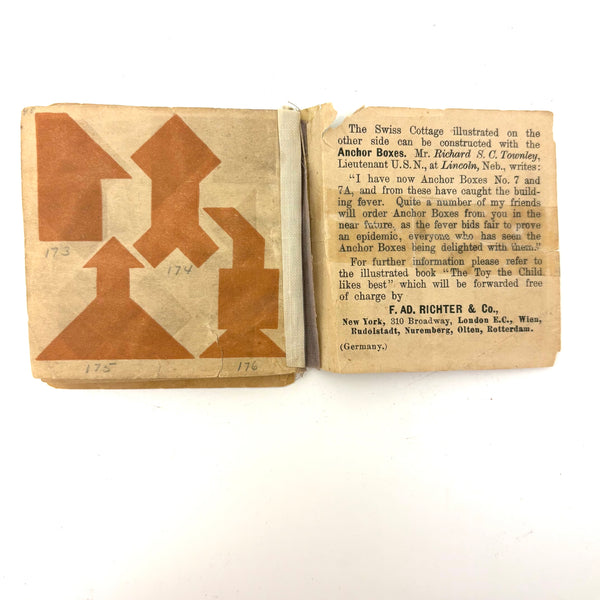 173
174
175
176
The Swiss Cottage illustrated on the
other side can be constructed with the
Anchor Boxes. Mr. Richard S. C. Townley,
Lieutenant U. S. N., at Lincoln, Neb., writes:
"I have now Anchor Boxes No. 7 and
7A, and from these have caught the build-
ing fever. Quite a number of my friends
will order Anchor Boxes from you in the
near future, as the fever bids fair to prove
an epidemic, everyone who has seen the
Anchor Boxes being delighted with them."
For further information please refer to
the illustrated book "The Toy the Child
likes best" which will be forwarded free
of charge by
F. AD. RICHTER & Co.,
New York, 310 Broadway, London E.C., Wien,
Rudolstadt, Nuremberg, Olten, Rotterdam.
(Germany,)